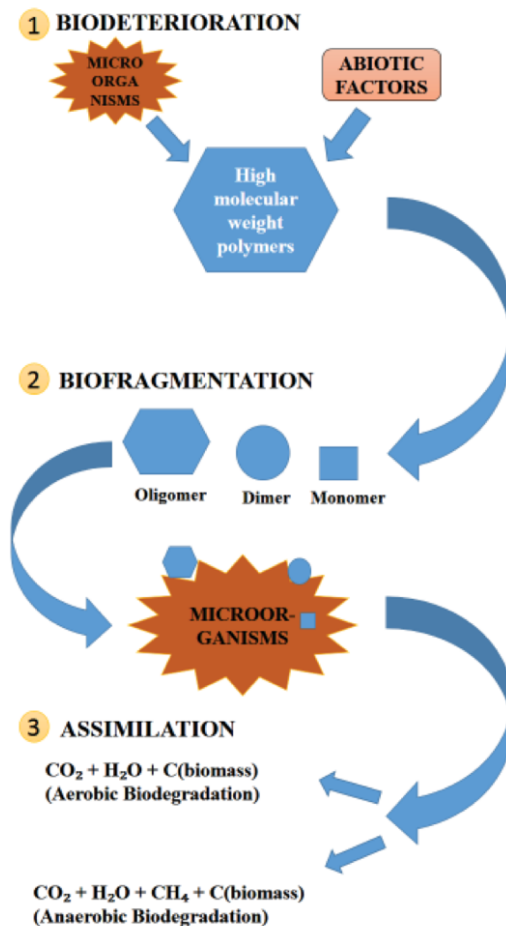 1 BIODETERIORATION
MICRO
ORGA
NISMS
ABIOTIC
FACTORS
High
molecular
weight
polymers
2 BIOFRAGMENTATION
Oligomer
Dimer
Monomer
MICROOR-
GANISMS
3 ASSIMILATION
CO₂ + H₂O + C(biomass)
(Aerobic Biodegradation)
CO₂ + H₂O + CH₄ + C(biomass)
(Anaerobic Biodegradation)